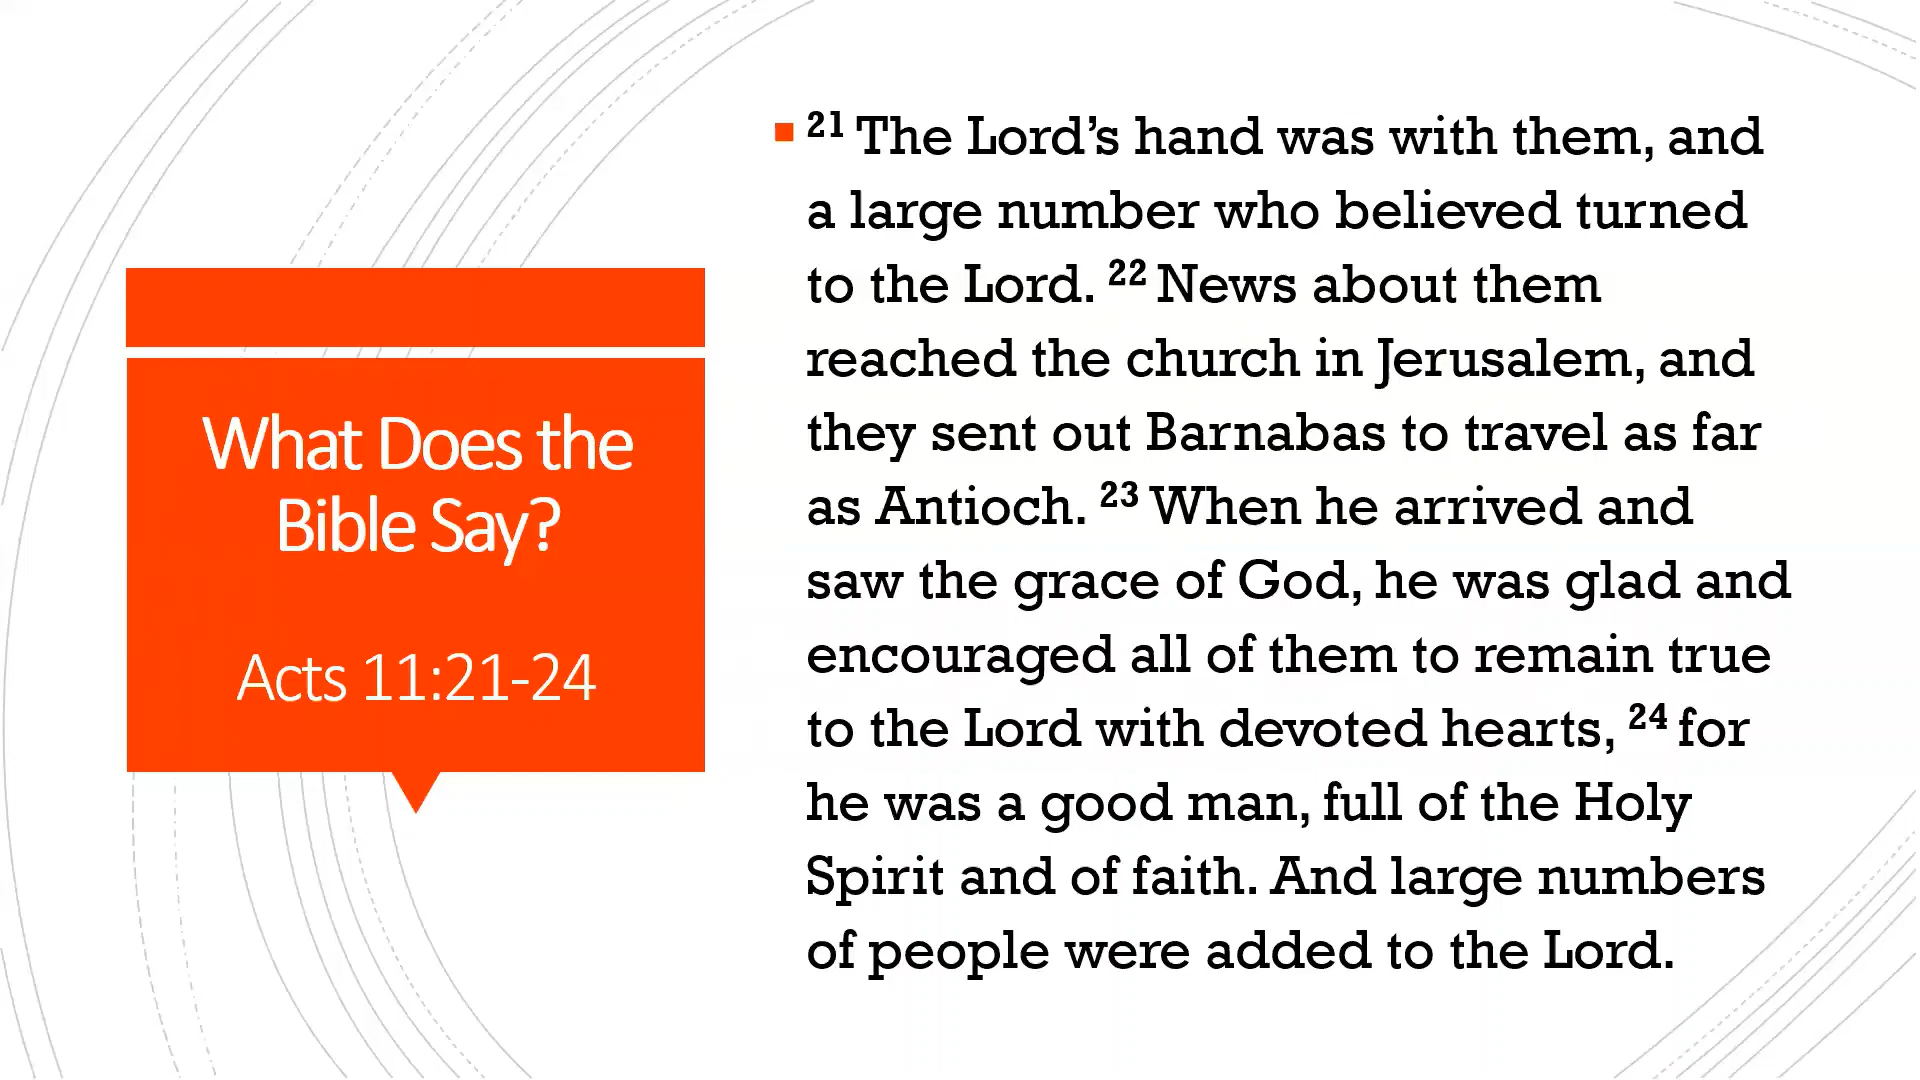 What Does the
Bible Say?
Acts 11:21-24
21 The Lord’s hand was with them, and
a large number who believed turned
to the Lord. 22 News about them
reached the church in Jerusalem, and
they sent out Barnabas to travel as far
as Antioch. 23 When he arrived and
saw the grace of God, he was glad and
encouraged all of them to remain true
to the Lord with devoted hearts, 24 for
he was a good man, full of the Holy
Spirit and of faith. And large numbers
of people were added to the Lord.